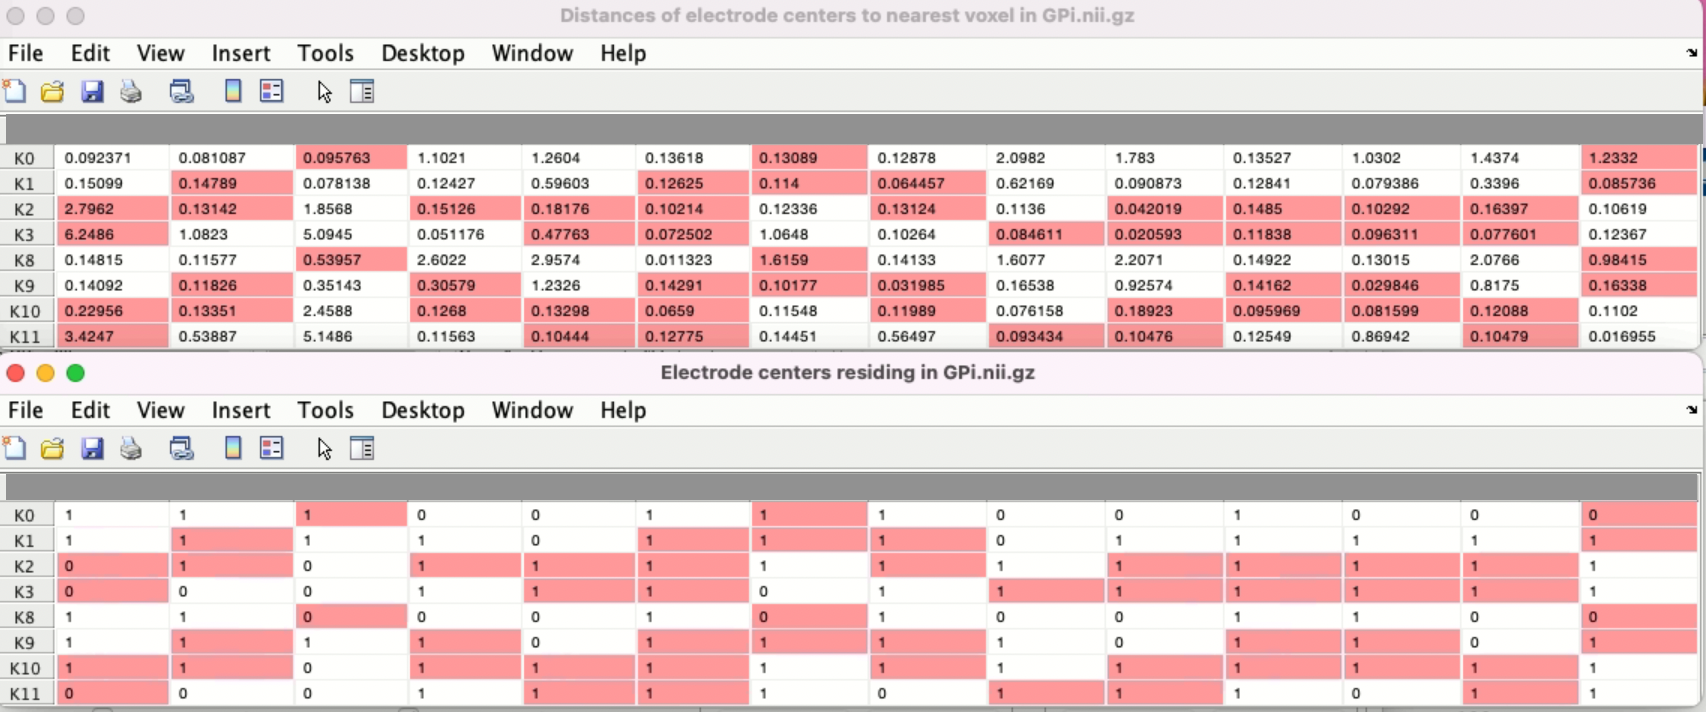 Distances of electrode centers to nearest voxel in GPi.nii.gz
File Edit View Insert Tools Desktop Window Help
K0 0.092371 0.081087 0.095763 1.1021 1.2604 0.13618 0.13089 0.12878 2.0982 1.783 0.13527 1.0302 1.4374 1.2332
K1 0.15099 0.14789 0.078138 0.12427 0.59603 0.12625 0.114 0.064457 0.62169 0.090873 0.12841 0.079386 0.3396 0.085736
K2 2.7962 0.13142 1.8568 0.15126 0.18176 0.10214 0.12336 0.13124 0.1136 0.042019 0.1485 0.10292 0.16397 0.10619
K3 6.2486 1.0823 5.0945 0.051176 0.47763 0.072502 1.0648 0.10264 0.084611 0.020593 0.11838 0.096311 0.077601 0.12367
K8 0.14815 0.11577 0.53957 2.6022 2.9574 0.011323 1.6159 0.14133 1.6077 2.2071 0.14922 0.13015 2.0766 0.98415
K9 0.14092 0.11826 0.35143 0.30579 1.2326 0.14291 0.10177 0.031985 0.16538 0.92574 0.14162 0.029846 0.8175 0.16338
K10 0.22956 0.13351 2.4588 0.1268 0.13298 0.0659 0.11548 0.11989 0.076158 0.18923 0.095969 0.081599 0.12088 0.1102
K11 3.4247 0.53887 5.1486 0.11563 0.10444 0.12775 0.14451 0.56497 0.093434 0.10476 0.12549 0.86942 0.10479 0.016955
Electrode centers residing in GPi.nii.gz
File Edit View Insert Tools Desktop Window Help
K0 1 1 1 0 0 1 1 1 0 0 1 0 0 0
K1 1 1 1 1 0 1 1 1 0 1 1 1 1 1
K2 0 1 0 1 1 1 1 1 1 1 1 1 1 1
K3 0 0 0 1 1 1 0 1 1 1 1 1 1 1
K8 1 1 0 0 0 1 0 1 0 0 1 1 0 0
K9 1 1 1 1 0 1 1 1 1 0 1 1 0 1
K10 1 1 0 1 1 1 1 1 1 1 1 1 1 1
K11 0 0 0 1 1 1 1 0 1 1 1 0 1 1